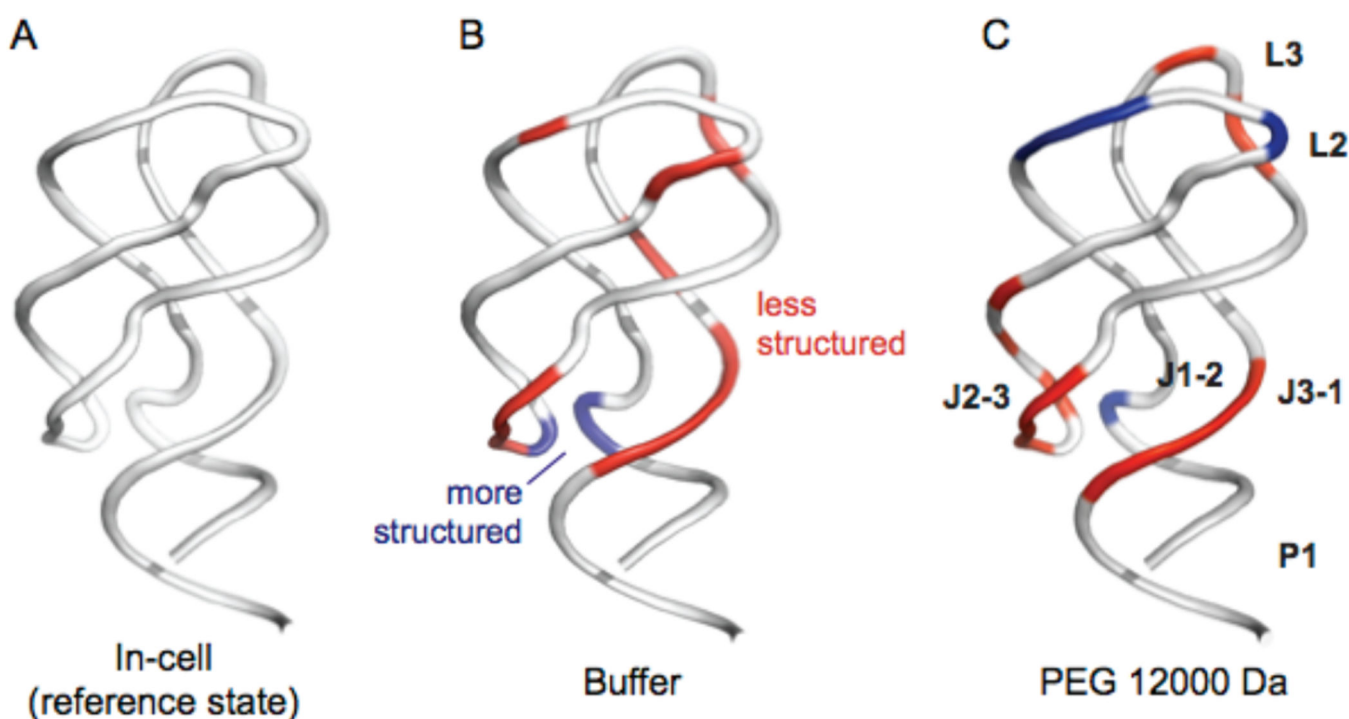 A
B
C
L3
L2
less
structured
J2-3
J1-2
J3-1
more
structured
P1
In-cell
(reference state)
Buffer
PEG 12000 Da